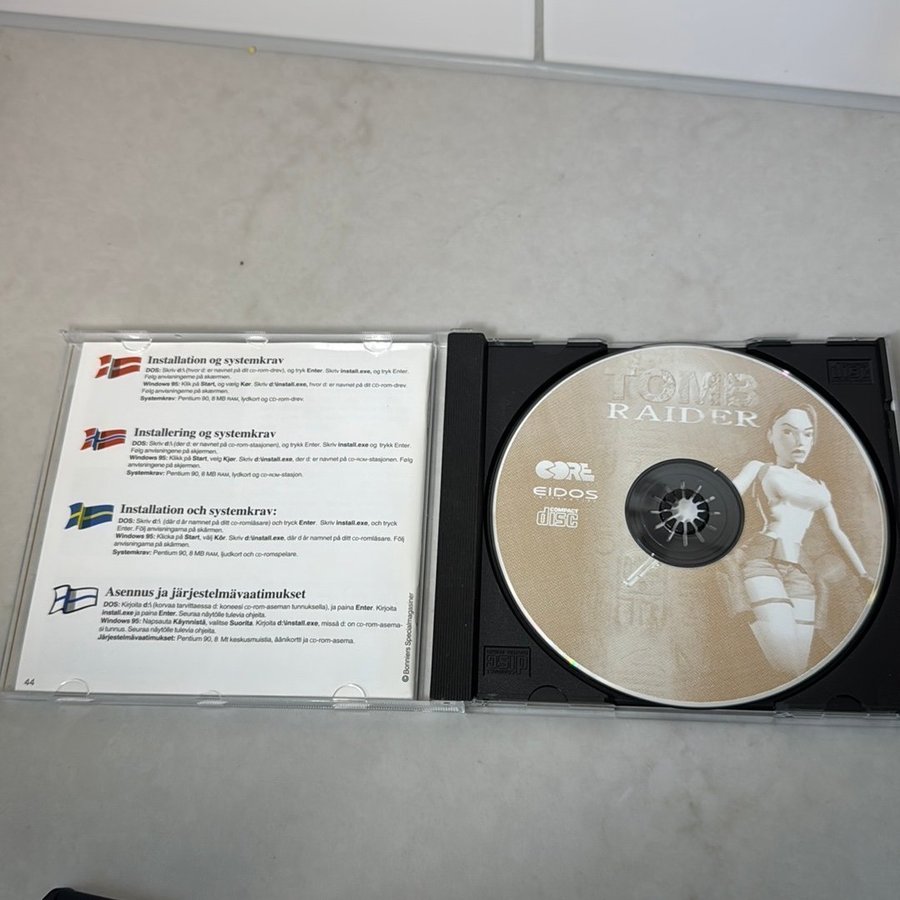 Installation og systemkrav
DOS: Skriv d:\ (hvor d: er navnet på dit cd-rom-drev), og tryk Enter. Skriv install.exe, og tryk Enter.
Følg anvisningerne på skærmen.
Windows 95: Klik på Start, og vælg Kør. Skriv d:\install.exe, hvor d: er navnet på dit CD-rom-drev.
Følg anvisningerne på skærmen.
Systemkrav: Pentium 90, 8 MB RAM, lydkort og CD-rom-drev.
Installering og systemkrav
DOS: Skriv d:\ (der d: er navnet på cd-rom-stasjonen), og trykk Enter. Skriv install.exe og trykk Enter.
Følg anvisningene på skjermen.
Windows 95: Klikk på Start, velg Kjør. Skriv d:\install.exe, der d: er navnet på CD-ROM-stasjonen. Følg
anvisningene på skjermen.
Systemkrav: Pentium 90, 8 MB RAM, lydkort og CD-ROM-stasjon.
Installation och systemkrav:
DOS: Skriv d:\ (där d är namnet på ditt co-romläsare) och tryck Enter. Skriv install.exe, och tryck
Enter. Följ anvisningarna på skärmen.
Windows 95: Klicka på Start, välj Kör. Skriv d:\install.exe, där d är namnet på ditt CD-romläsare. Följ
anvisningarna på skärmen.
Systemkrav: Pentium 90, 8 MB RAM, ljudkort och CD-romspelare.
Asennus ja järjestelmävaatimukset
DOS: Kirjoita d:\ (korvaa tarvittaessa d: koneesi CD-rom-aseman tunnuksella), ja paina Enter. Kirjoita
install.exe ja paina Enter. Seuraa näytölle tulevia ohjeita.
Windows 95: Napsauta Käynnistä, valitse Suorita. Kirjoita d:\install.exe, missä d: on CD-rom-asema-
si tunnus. Seuraa näytölle tulevia ohjeita.
Järjestelmävaatimukset: Pentium 90, 8 Mt keskusmuistia, äänikortti ja CD-rom-asema.
44
© Bonniers Specialmagasiner
TOMB
RAIDER
CORE
EIDOS
COMPACT
disc